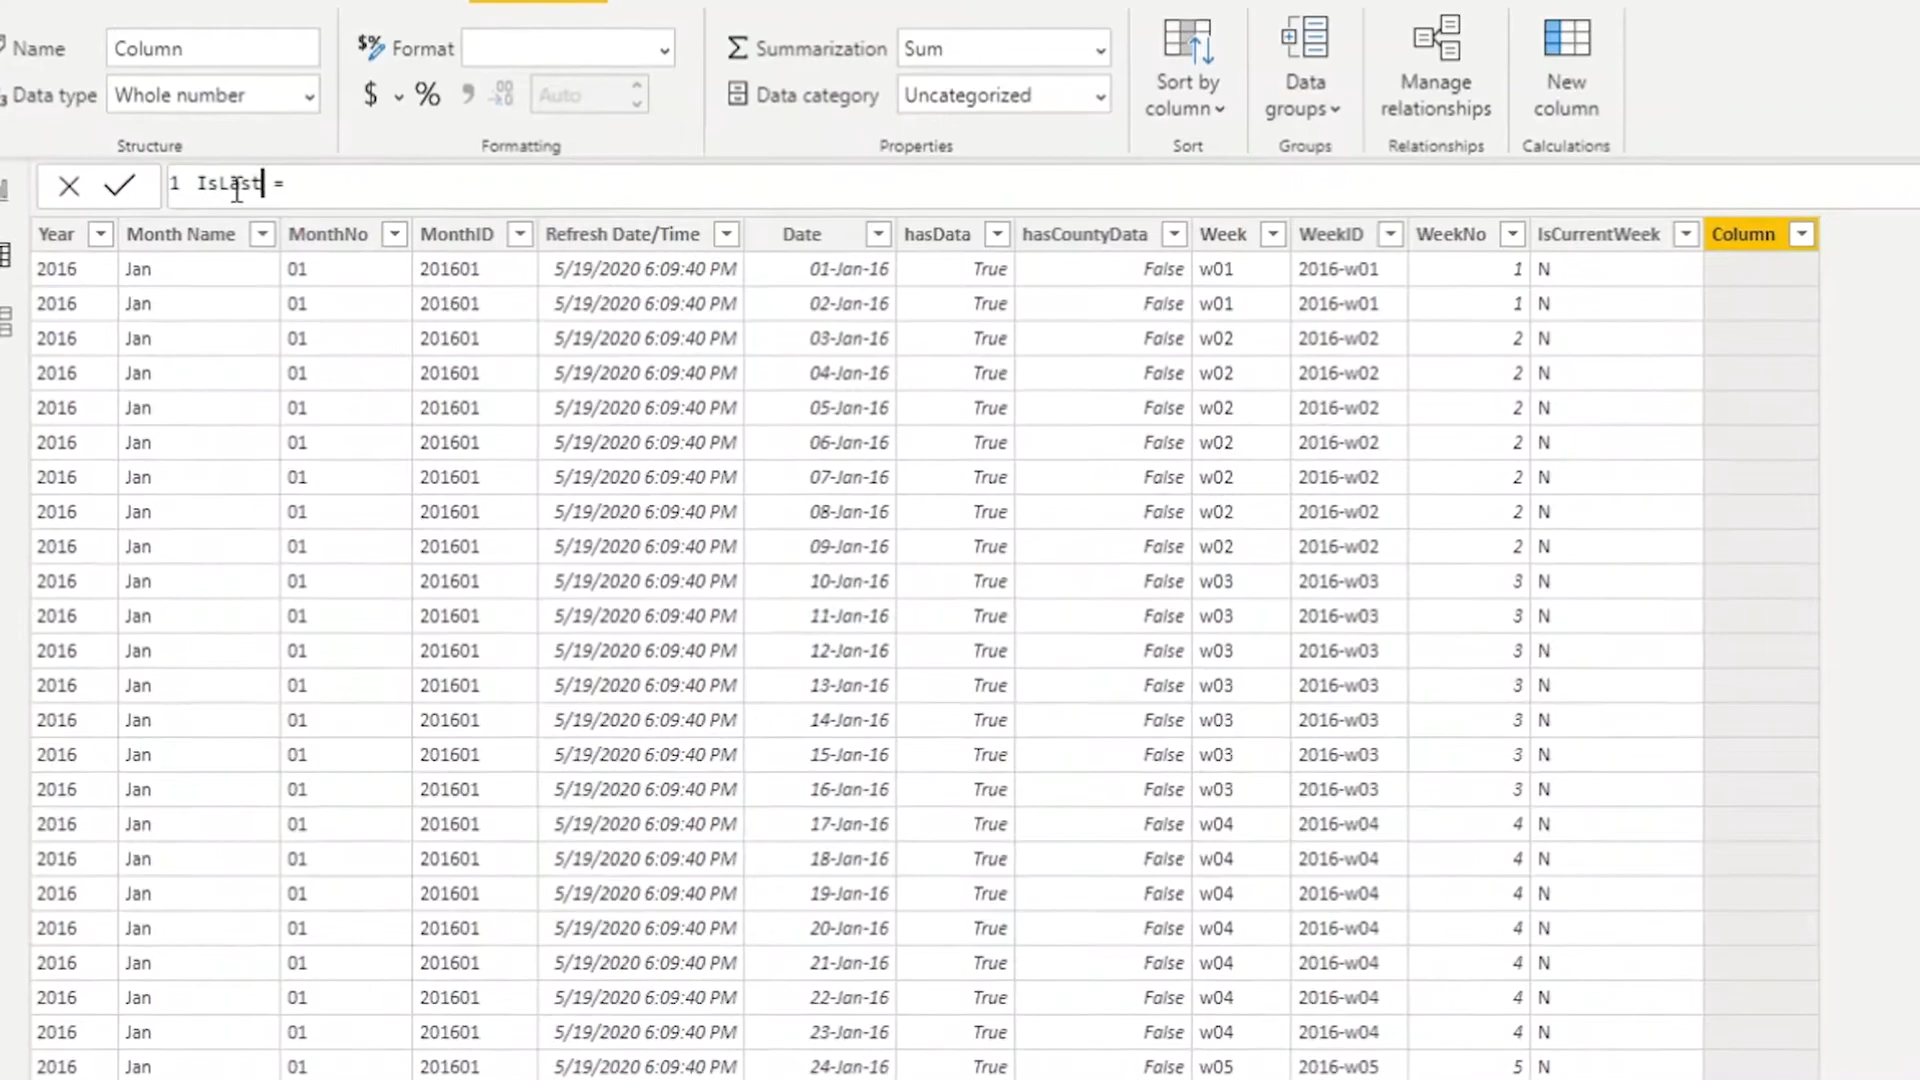 Name Column Format Summarization Sum Sort by column Data groups Manage relationships New column
Data type Whole number $ % Auto Data category Uncategorized
Structure Formatting Properties Sort Groups Relationships Calculations
1 IsLast =
Year Month Name MonthNo MonthID Refresh Date/Time Date hasData hasCountyData Week WeekID WeekNo IsCurrentWeek Column
2016 Jan 01 201601 5/19/2020 6:09:40 PM 01-Jan-16 True False w01 2016-w01 1 N
2016 Jan 01 201601 5/19/2020 6:09:40 PM 02-Jan-16 True False w01 2016-w01 1 N
2016 Jan 01 201601 5/19/2020 6:09:40 PM 03-Jan-16 True False w02 2016-w02 2 N
2016 Jan 01 201601 5/19/2020 6:09:40 PM 04-Jan-16 True False w02 2016-w02 2 N
2016 Jan 01 201601 5/19/2020 6:09:40 PM 05-Jan-16 True False w02 2016-w02 2 N
2016 Jan 01 201601 5/19/2020 6:09:40 PM 06-Jan-16 True False w02 2016-w02 2 N
2016 Jan 01 201601 5/19/2020 6:09:40 PM 07-Jan-16 True False w02 2016-w02 2 N
2016 Jan 01 201601 5/19/2020 6:09:40 PM 08-Jan-16 True False w02 2016-w02 2 N
2016 Jan 01 201601 5/19/2020 6:09:40 PM 09-Jan-16 True False w02 2016-w02 2 N
2016 Jan 01 201601 5/19/2020 6:09:40 PM 10-Jan-16 True False w03 2016-w03 3 N
2016 Jan 01 201601 5/19/2020 6:09:40 PM 11-Jan-16 True False w03 2016-w03 3 N
2016 Jan 01 201601 5/19/2020 6:09:40 PM 12-Jan-16 True False w03 2016-w03 3 N
2016 Jan 01 201601 5/19/2020 6:09:40 PM 13-Jan-16 True False w03 2016-w03 3 N
2016 Jan 01 201601 5/19/2020 6:09:40 PM 14-Jan-16 True False w03 2016-w03 3 N
2016 Jan 01 201601 5/19/2020 6:09:40 PM 15-Jan-16 True False w03 2016-w03 3 N
2016 Jan 01 201601 5/19/2020 6:09:40 PM 16-Jan-16 True False w03 2016-w03 3 N
2016 Jan 01 201601 5/19/2020 6:09:40 PM 17-Jan-16 True False w04 2016-w04 4 N
2016 Jan 01 201601 5/19/2020 6:09:40 PM 18-Jan-16 True False w04 2016-w04 4 N
2016 Jan 01 201601 5/19/2020 6:09:40 PM 19-Jan-16 True False w04 2016-w04 4 N
2016 Jan 01 201601 5/19/2020 6:09:40 PM 20-Jan-16 True False w04 2016-w04 4 N
2016 Jan 01 201601 5/19/2020 6:09:40 PM 21-Jan-16 True False w04 2016-w04 4 N
2016 Jan 01 201601 5/19/2020 6:09:40 PM 22-Jan-16 True False w04 2016-w04 4 N
2016 Jan 01 201601 5/19/2020 6:09:40 PM 23-Jan-16 True False w04 2016-w04 4 N
2016 Jan 01 201601 5/19/2020 6:09:40 PM 24-Jan-16 True False w05 2016-w05 5 N